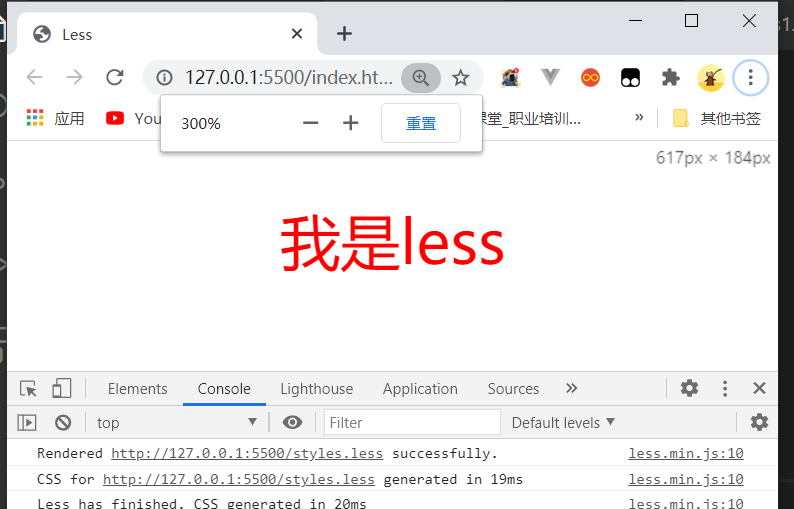 Less
127.0.0.1:5500/index.ht...
应用
You
课堂_职业培训...
»
其他书签
300%
重置
617px × 184px
我是less
Elements Console Lighthouse Application Sources »
top Filter Default levels
Rendered http://127.0.0.1:5500/styles.less successfully. less.min.js:10
CSS for http://127.0.0.1:5500/styles.less generated in 19ms less.min.js:10
Less has finished. CSS generated in 20ms less.min.js:10